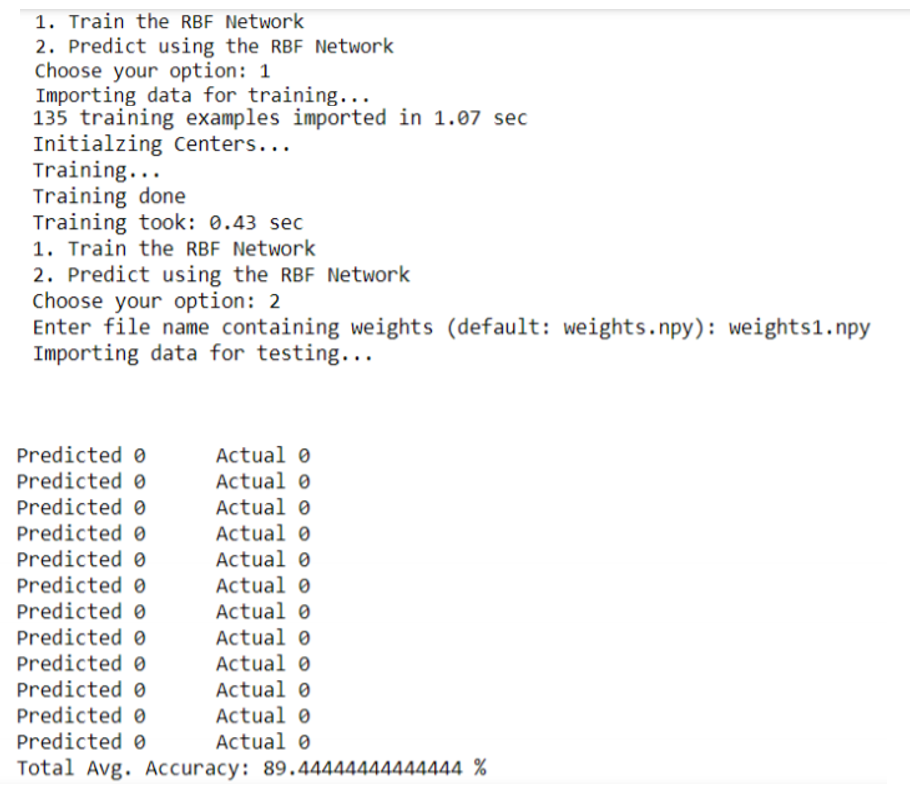 1. Train the RBF Network
2. Predict using the RBF Network
Choose your option: 1
Importing data for training...
135 training examples imported in 1.07 sec
Initialzing Centers...
Training...
Training done
Training took: 0.43 sec
1. Train the RBF Network
2. Predict using the RBF Network
Choose your option: 2
Enter file name containing weights (default: weights.npy): weights1.npy
Importing data for testing...
Predicted 0 Actual 0
Predicted 0 Actual 0
Predicted 0 Actual 0
Predicted 0 Actual 0
Predicted 0 Actual 0
Predicted 0 Actual 0
Predicted 0 Actual 0
Predicted 0 Actual 0
Predicted 0 Actual 0
Predicted 0 Actual 0
Predicted 0 Actual 0
Predicted 0 Actual 0
Total Avg. Accuracy: 89.44444444444444 %